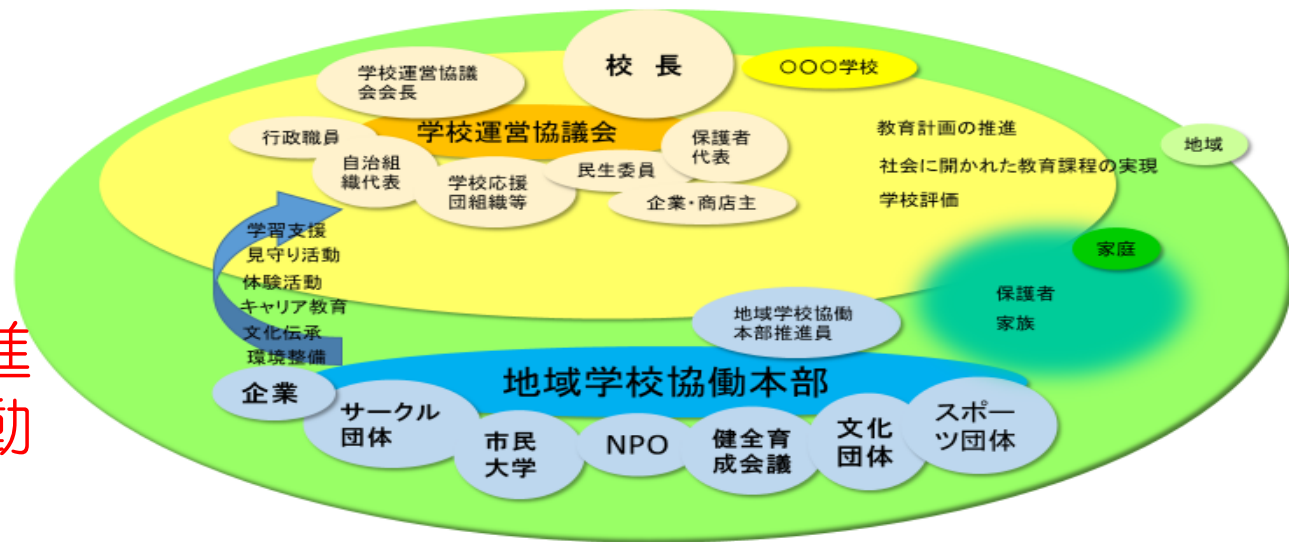 校 長
〇〇〇学校
学校運営協議
会会長
学校運営協議会
行政職員
自治組
織代表
学校応援
団組織等
民生委員
保護者
代表
企業・商店主
教育計画の推進
社会に開かれた教育課程の実現
学校評価
地域
家庭
保護者
家族
学習支援
見守り活動
体験活動
キャリア教育
文化伝承
環境整備
地域学校協働
本部推進員
地域学校協働本部
企業
サークル
団体
市民
大学
NPO
健全育
成会議
文化
団体
スポー
ツ団体
進
動